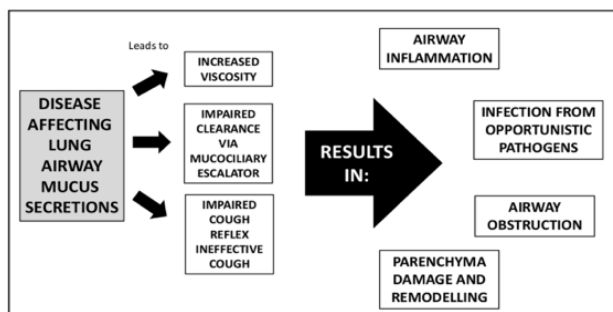 Leads to
DISEASE
AFFECTING
LUNG
AIRWAY
MUCUS
SECRETIONS
INCREASED
VISCOSITY
IMPAIRED
CLEARANCE
VIA
MUCOCILIARY
ESCALATOR
IMPAIRED
COUGH
REFLEX
INEFFECTIVE
COUGH
RESULTS
IN:
AIRWAY
INFLAMMATION
INFECTION FROM
OPPORTUNISTIC
PATHOGENS
AIRWAY
OBSTRUCTION
PARENCHYMA
DAMAGE AND
REMODELLING